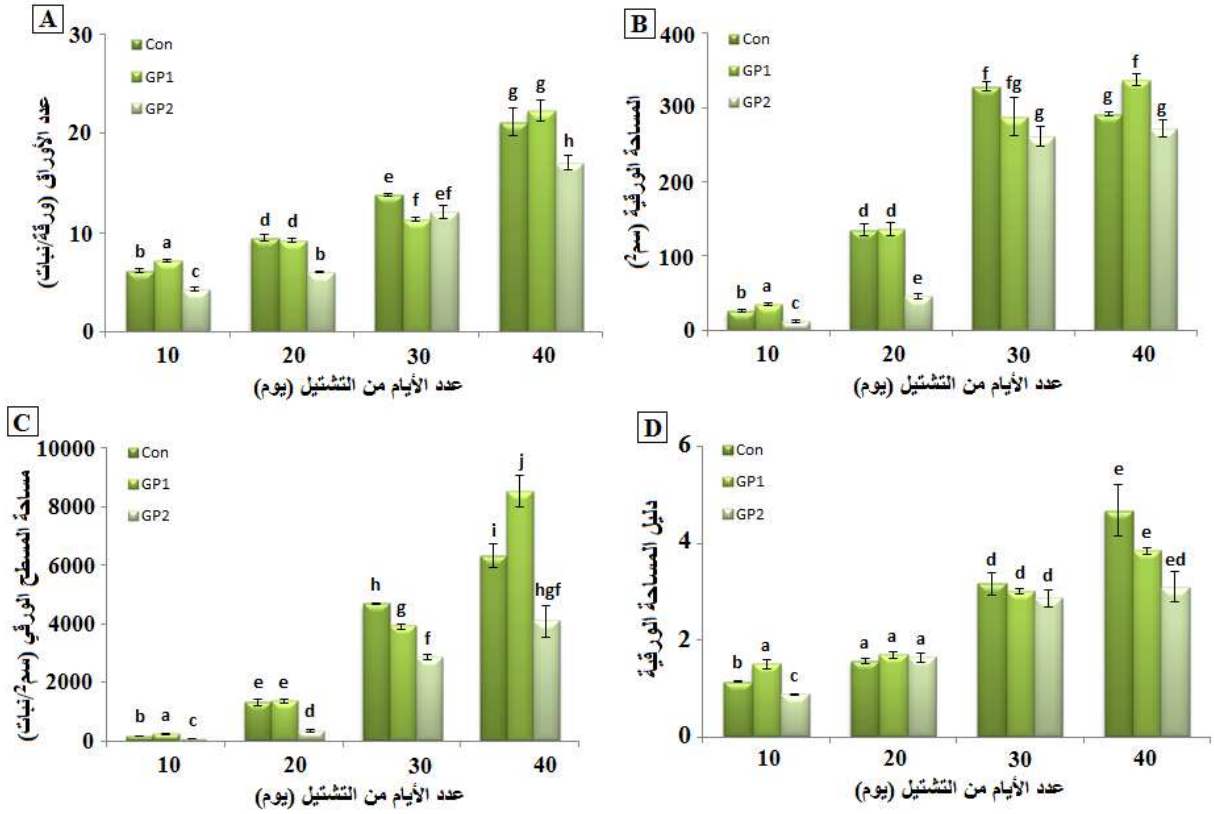 A
عدد الأوراق (ورقة/نبات)
30
20
10
0
Con
GP1
GP2
b a c
d d b
e f ef
g g h
10 20 30 40
عدد الأيام من التشتيل (يوم)
B
المساحة الورقية (سم2)
400
300
200
100
0
Con
GP1
GP2
b a c
d d e
f fg g
g f g
10 20 30 40
عدد الأيام من التشتيل (يوم)
C
مساحة المسطح الورقي (سم2/نبات)
10000
8000
6000
4000
2000
0
Con
GP1
GP2
b a c
e e d
h g f
i j hgf
10 20 30 40
عدد الأيام من التشتيل (يوم)
D
دليل المساحة الورقية
6
4
2
0
Con
GP1
GP2
b a c
a a a
d d d
e e ed
10 20 30 40
عدد الأيام من التشتيل (يوم)